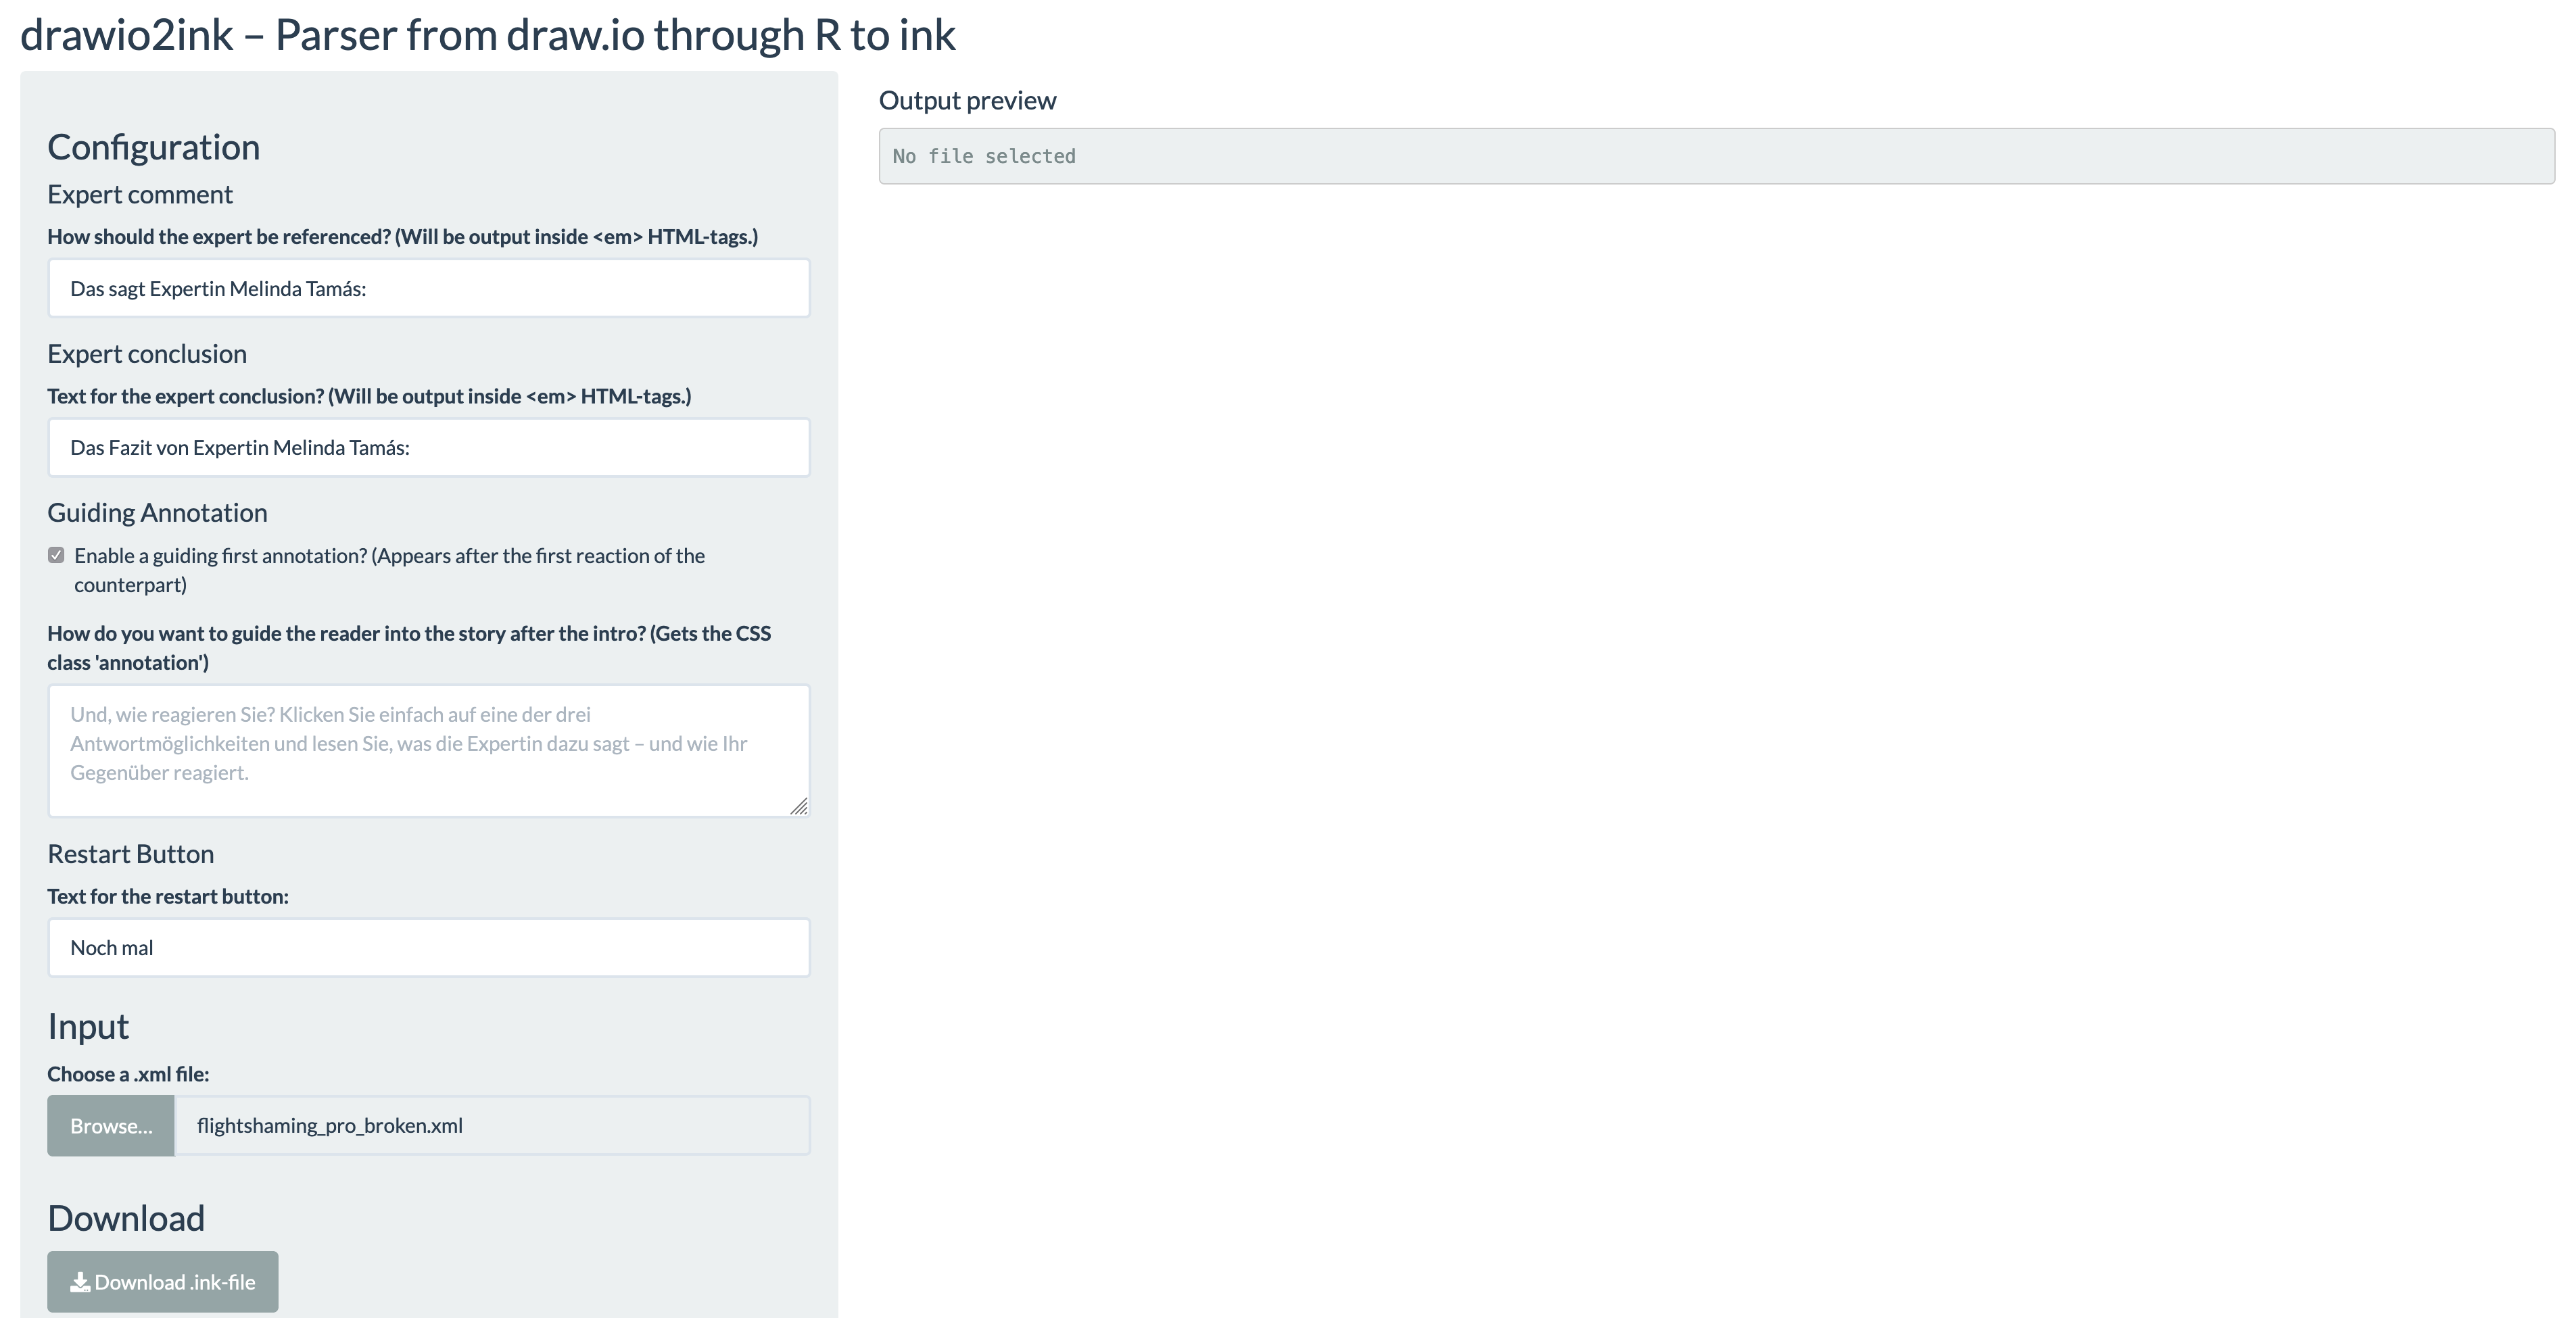 drawio2ink – Parser from draw.io through R to ink
Configuration
Expert comment
How should the expert be referenced? (Will be output inside <em> HTML-tags.)
Das sagt Expertin Melinda Tamás:
Expert conclusion
Text for the expert conclusion? (Will be output inside <em> HTML-tags.)
Das Fazit von Expertin Melinda Tamás:
Guiding Annotation
Enable a guiding first annotation? (Appears after the first reaction of the
counterpart)
How do you want to guide the reader into the story after the intro? (Gets the CSS
class 'annotation')
Und, wie reagieren Sie? Klicken Sie einfach auf eine der drei
Antwortmöglichkeiten und lesen Sie, was die Expertin dazu sagt – und wie Ihr
Gegenüber reagiert.
Restart Button
Text for the restart button:
Noch mal
Input
Choose a .xml file:
Browse... flightshaming_pro_broken.xml
Download
Download .ink-file
Output preview
No file selected